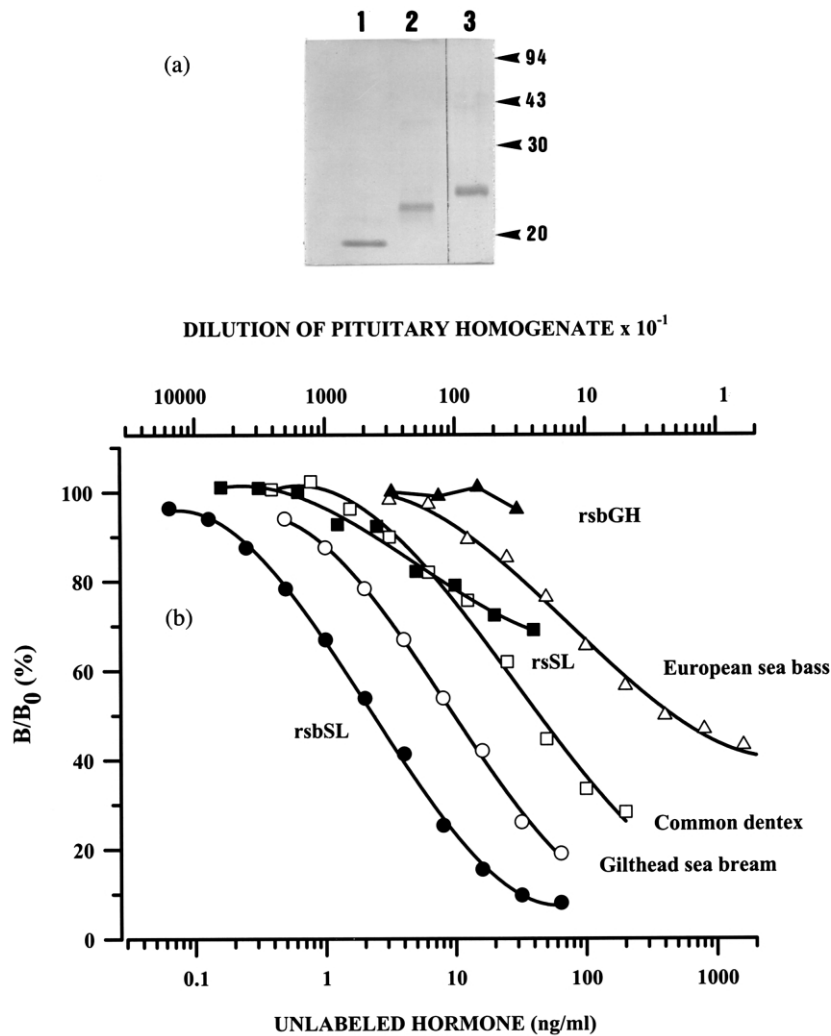 1 2 3
(a)
94
43
30
20
DILUTION OF PITUITARY HOMOGENATE x 10⁻¹
10000 1000 100 10 1
100
80
60
40
20
0
B/B₀ (%)
(b)
rsbGH
rsSL
European sea bass
rsbSL
Common dentex
Gilthead sea bream
0.1 1 10 100 1000
UNLABELED HORMONE (ng/ml)